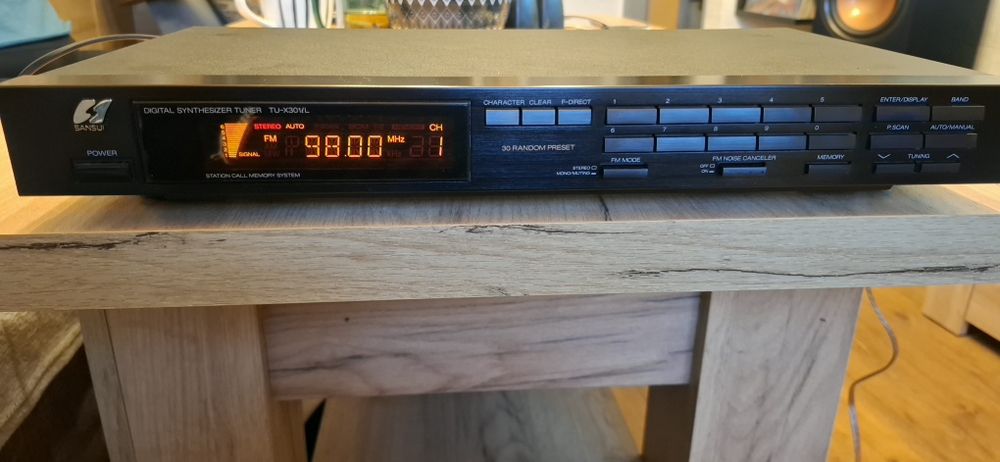 SANSUI
POWER
DIGITAL SYNTHESIZER TUNER TU-X301i/L
STEREO AUTO
FM 98.00 MHz
CH 1
SIGNAL
STATION CALL MEMORY SYSTEM
CHARACTER CLEAR F-DIRECT
1 2 3 4 5
6 7 8 9 0
30 RANDOM PRESET
FM MODE
STEREO
MONO/MUTING
FM NOISE CANCELER
OFF
ON
MEMORY
ENTER/DISPLAY BAND
P.SCAN AUTO/MANUAL
TUNING